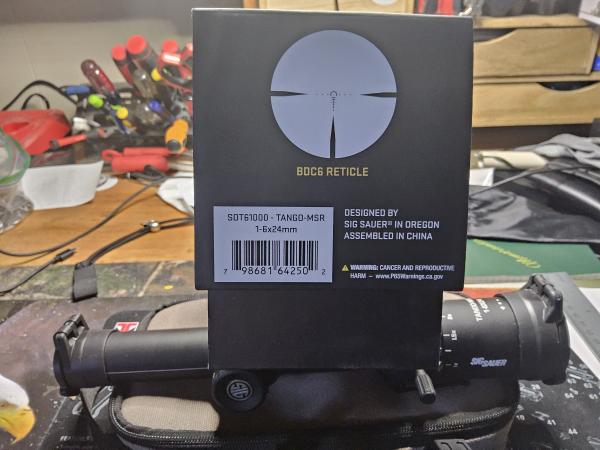 BDC6 RETICLE
SOT61000 - TANGO-MSR
1-6x24mm
7 98681 64250 2
DESIGNED BY
SIG SAUER® IN OREGON
ASSEMBLED IN CHINA
WARNING: CANCER AND REPRODUCTIVE
HARM – www.P65Warnings.ca.gov
SIG SAUER
SIG